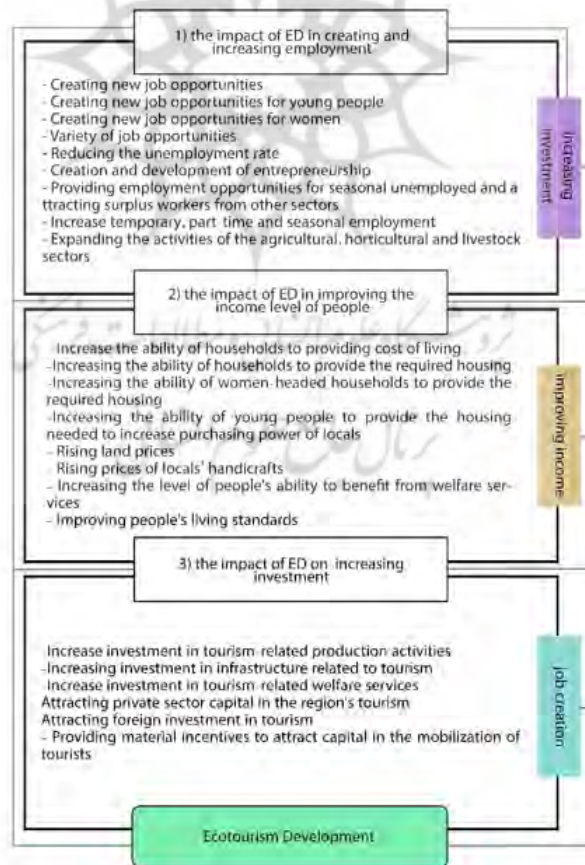 1) the impact of ED in creating and
increasing employment
- Creating new job opportunities
- Creating new job opportunities for young people
- Creating new job opportunities for women
- Variety of job opportunities
- Reducing the unemployment rate
- Creation and development of entrepreneurship
- Providing employment opportunities for seasonal unemployed and a
ttracting surplus workers from other sectors
- Increase temporary, part time and seasonal employment
- Expanding the activities of the agricultural, horticultural and livestock
sectors
increasing
investment
2) the impact of ED in improving the
income level of people
Increase the ability of households to providing cost of living
- Increasing the ability of households to provide the required housing
- Increasing the ability of women-headed households to provide the
required housing
-Increasing the ability of young people to provide the housing
needed to increase purchasing power of locals
- Rising land prices
- Rising prices of locals' handicrafts
- Increasing the level of people's ability to benefit from welfare ser-
vices
- Improving people's living standards
improving income
3) the impact of ED on increasing
investment
Increase investment in tourism-related production activities
-Increasing investment in infrastructure related to tourism
Increase investment in tourism-related welfare services
Attracting private sector capital in the region's tourism
Attracting foreign investment in tourism
- Providing material incentives to attract capital in the mobilization of
tourists
job creation
Ecotourism Development